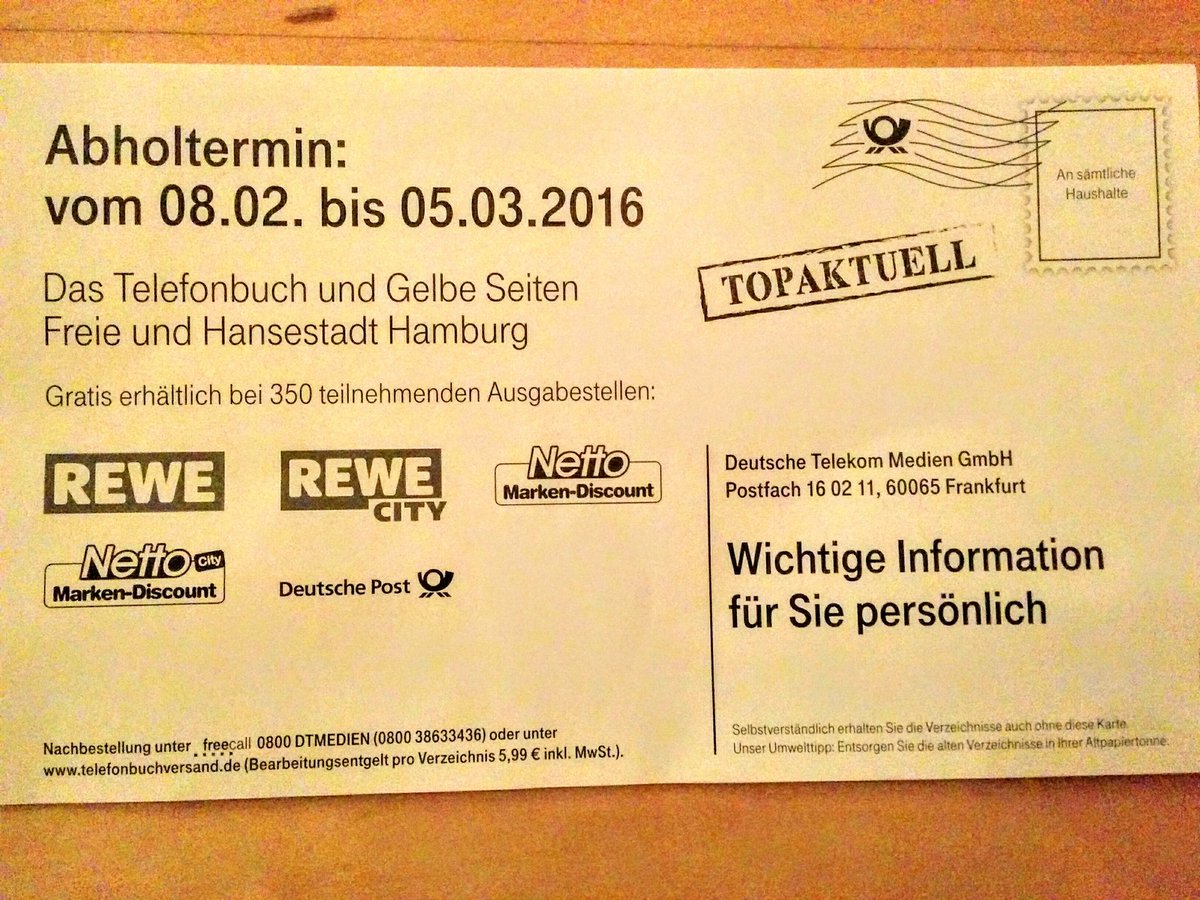 Abholtermin:
vom 08.02. bis 05.03.2016
An sämtliche
Haushalte
TOPAKTUELL
Das Telefonbuch und Gelbe Seiten
Freie und Hansestadt Hamburg
Gratis erhältlich bei 350 teilnehmenden Ausgabestellen:
REWE
REWE
CITY
Netto
Marken-Discount
Netto City
Marken-Discount
Deutsche Post
Deutsche Telekom Medien GmbH
Postfach 16 02 11, 60065 Frankfurt
Wichtige Information
für Sie persönlich
Nachbestellung unter freecall 0800 DTMEDIEN (0800 38633436) oder unter
www.telefonbuchversand.de (Bearbeitungsentgelt pro Verzeichnis 5,99 € inkl. MwSt.).
Selbstverständlich erhalten Sie die Verzeichnisse auch ohne diese Karte.
Unser Umwelttipp: Entsorgen Sie die alten Verzeichnisse in Ihrer Altpapiertonne.